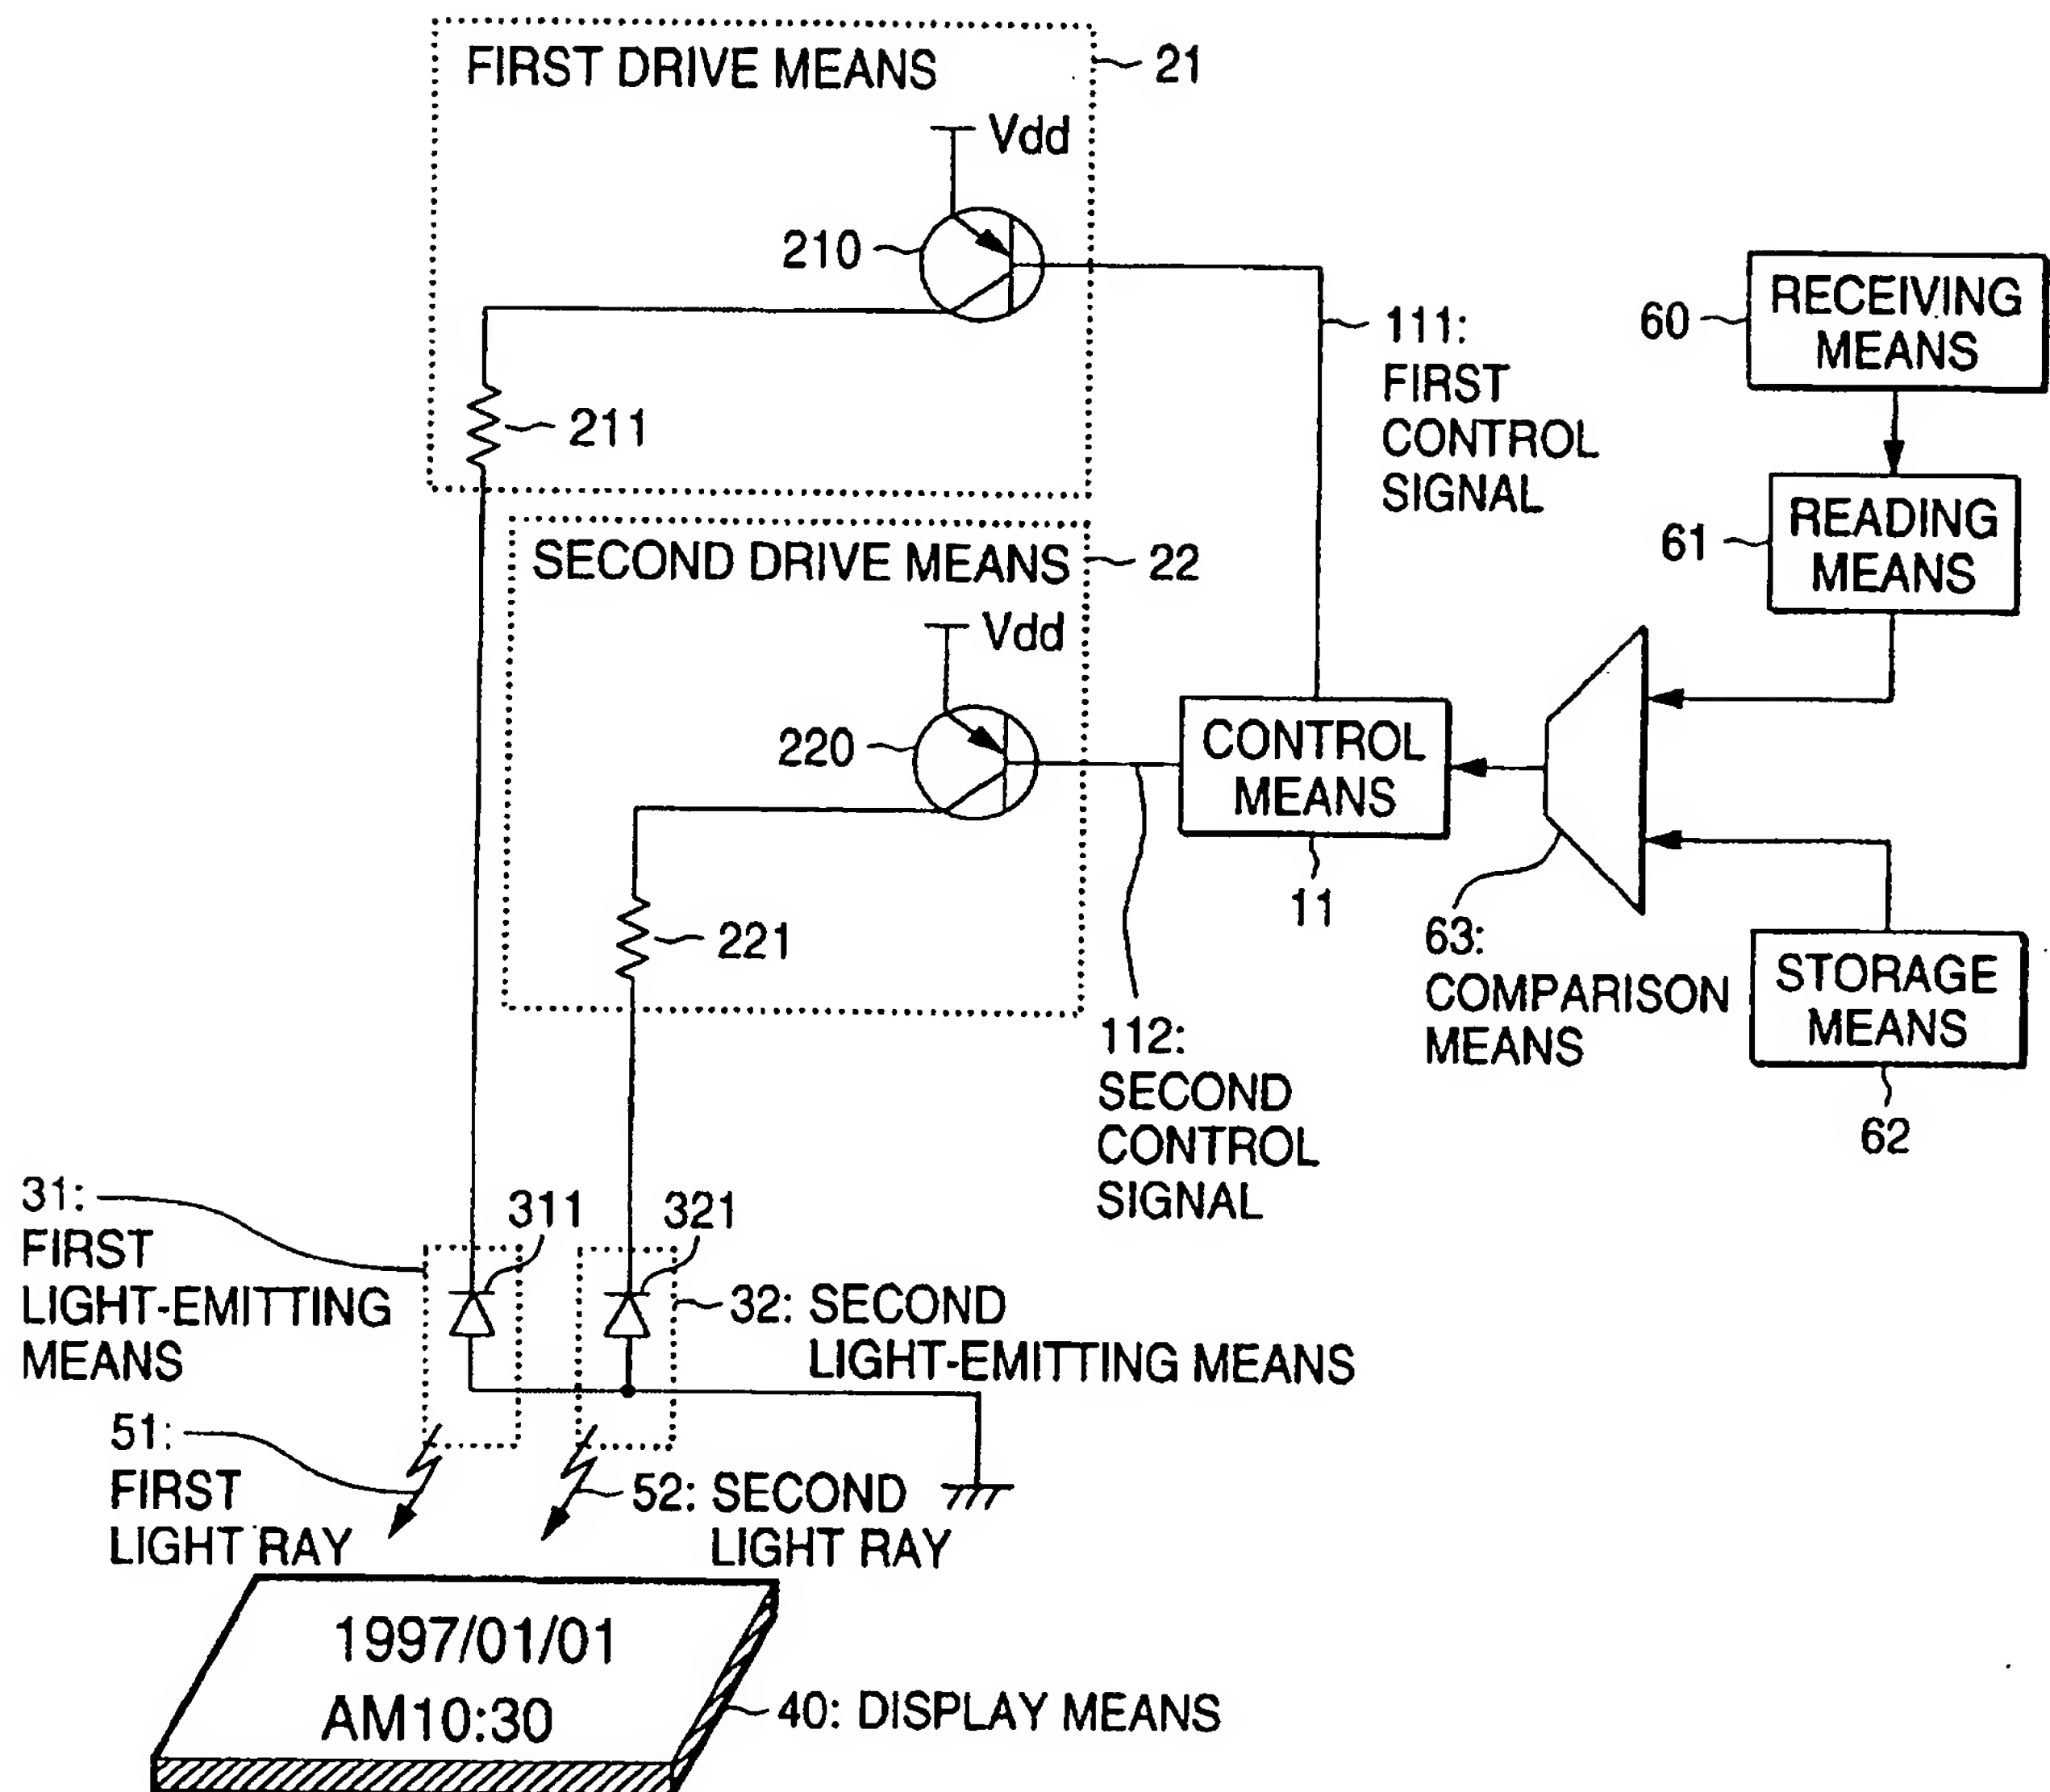 FIRST DRIVE MEANS
21
Vdd
210
211
111:
FIRST
CONTROL
SIGNAL
60
RECEIVING
MEANS
61
READING
MEANS
SECOND DRIVE MEANS
22
Vdd
220
221
CONTROL
MEANS
11
63:
COMPARISON
MEANS
STORAGE
MEANS
62
112:
SECOND
CONTROL
SIGNAL
31:
FIRST
LIGHT-EMITTING
MEANS
311
321
32: SECOND
LIGHT-EMITTING MEANS
51:
FIRST
LIGHT RAY
52: SECOND
LIGHT RAY
1997/01/01
AM10:30
40: DISPLAY MEANS